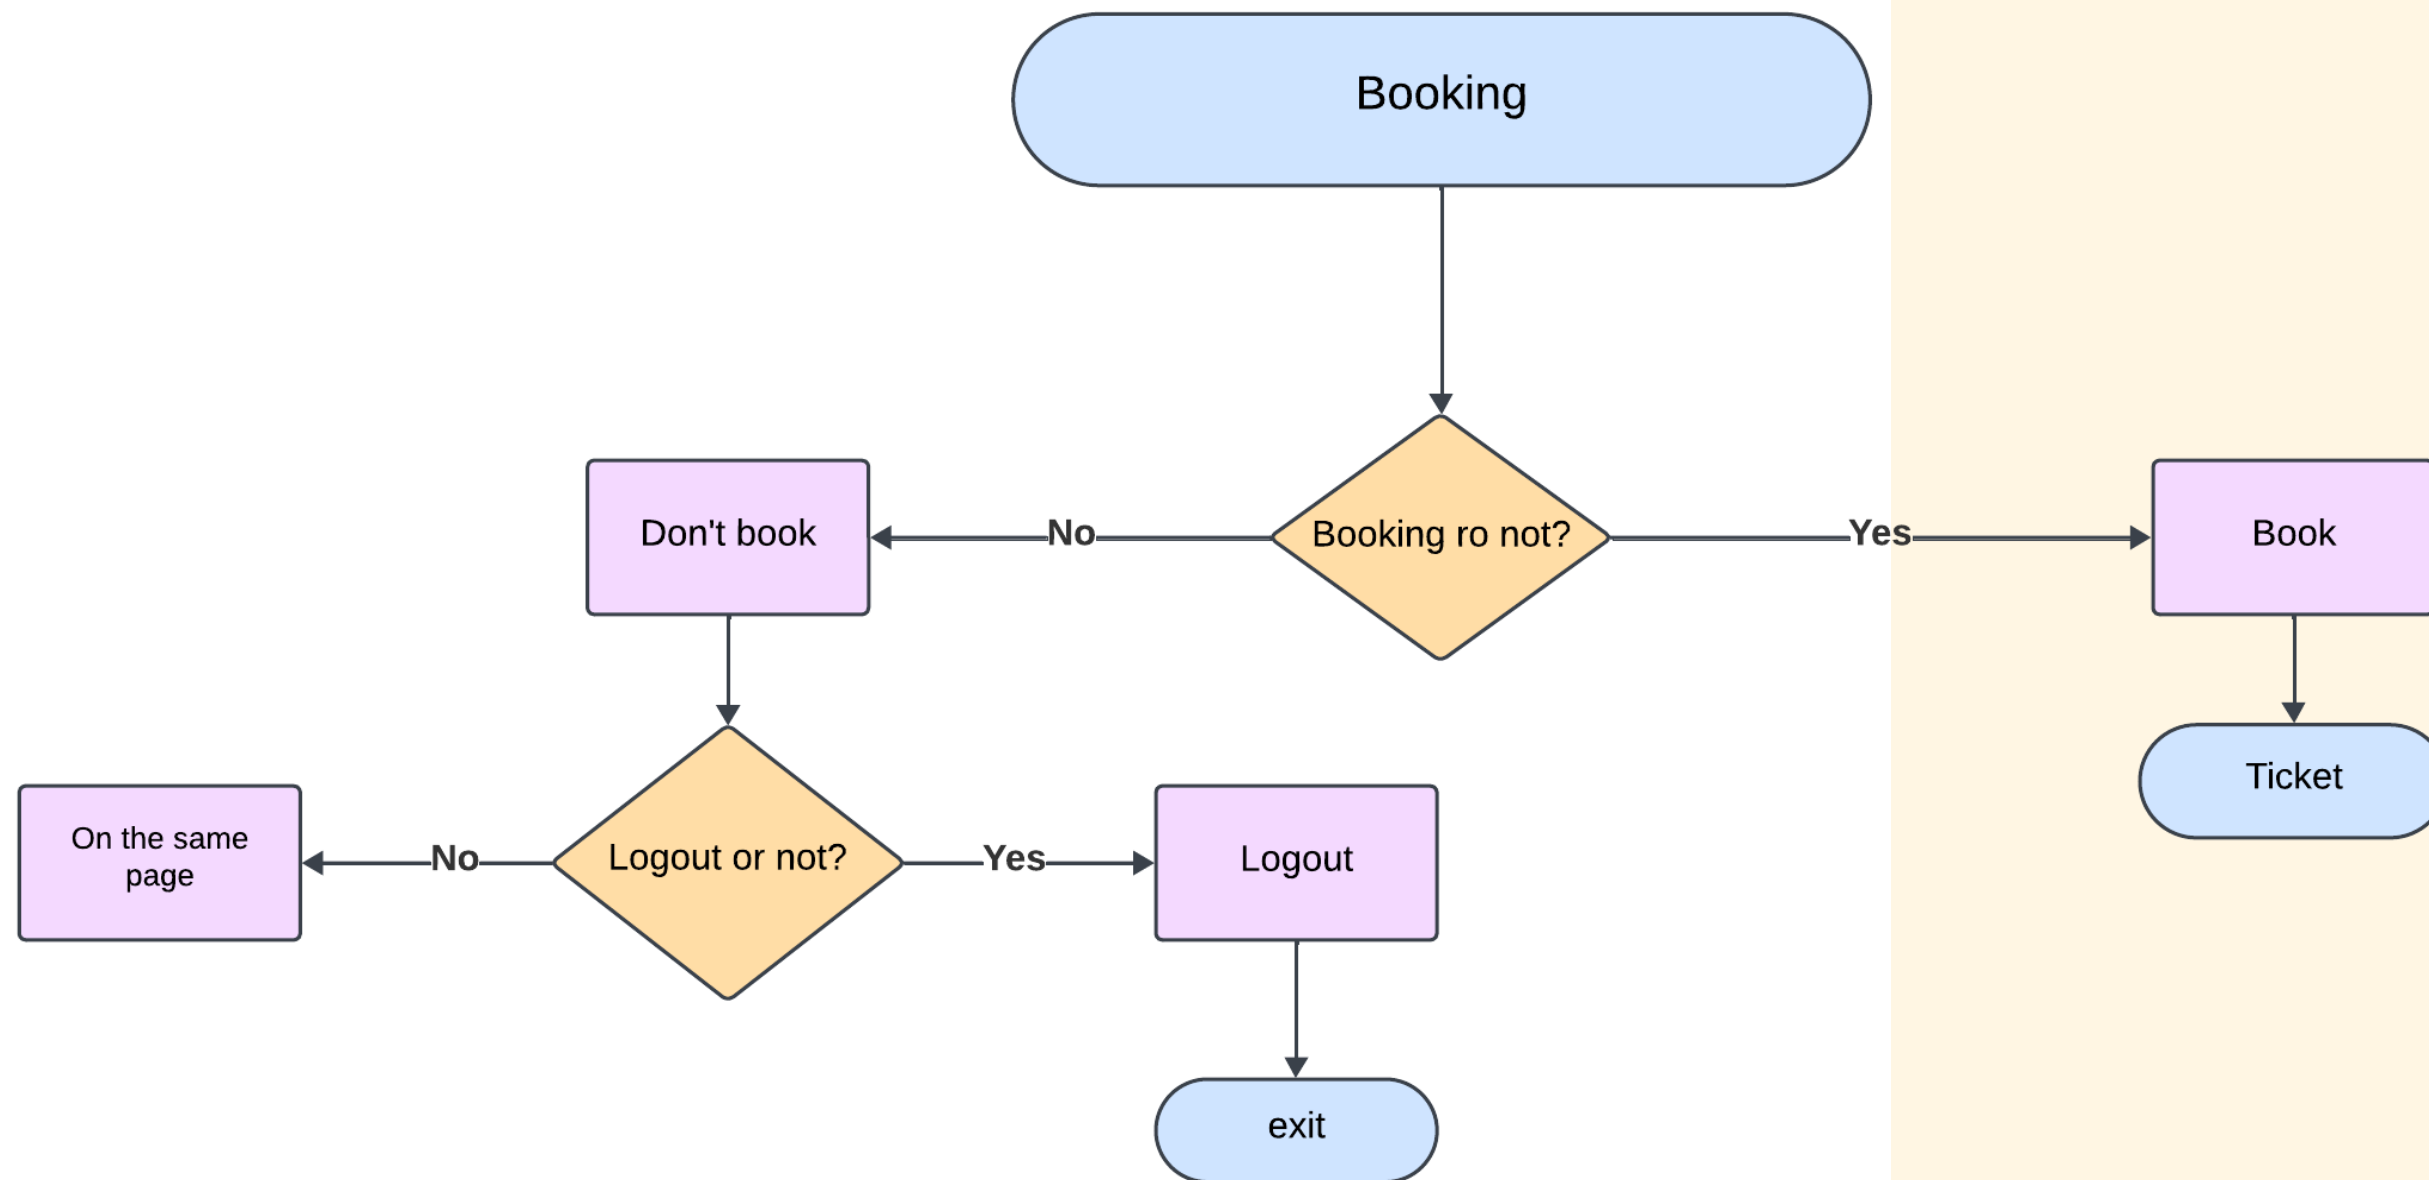 Booking
Don't book
No
Booking ro not?
Yes
Book
Ticket
On the same
page
No
Logout or not?
Yes
Logout
exit